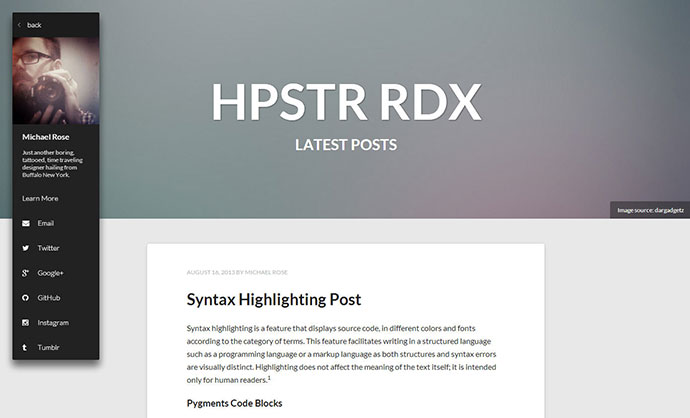 back
Michael Rose
Just another boring,
tattooed, time traveling
designer hailing from
Buffalo New York.
Learn More
Email
Twitter
Google+
GitHub
Instagram
Tumblr
HPSTR RDX
LATEST POSTS
Image source: dargadgetz
AUGUST 16, 2013 BY MICHAEL ROSE
Syntax Highlighting Post
Syntax highlighting is a feature that displays source code, in different colors and fonts
according to the category of terms. This feature facilitates writing in a structured language
such as a programming language or a markup language as both structures and syntax errors
are visually distinct. Highlighting does not affect the meaning of the text itself; it is intended
only for human readers.1
Pygments Code Blocks